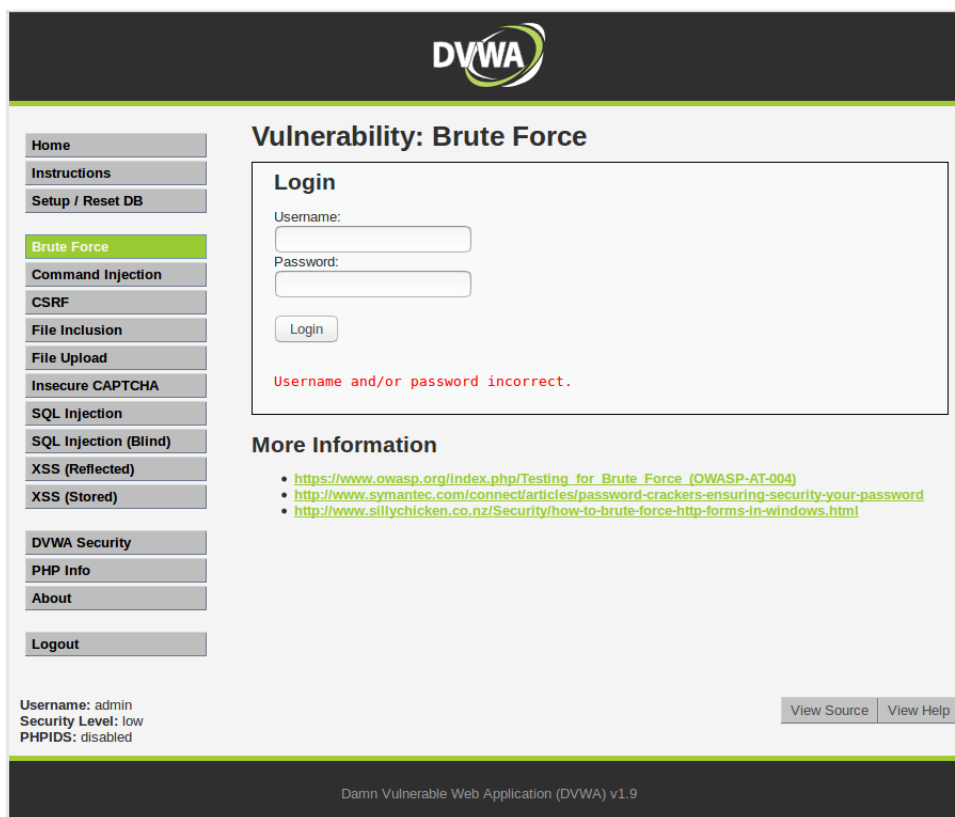 DVWA
Home
Instructions
Setup / Reset DB
Brute Force
Command Injection
CSRF
File Inclusion
File Upload
Insecure CAPTCHA
SQL Injection
SQL Injection (Blind)
XSS (Reflected)
XSS (Stored)
DVWA Security
PHP Info
About
Logout
Username: admin
Security Level: low
PHPIDS: disabled
Vulnerability: Brute Force
Login
Username:
Password:
Login
Username and/or password incorrect.
More Information
https://www.owasp.org/index.php/Testing_for_Brute_Force_(OWASP-AT-004)
http://www.symantec.com/connect/articles/password-crackers-ensuring-security-your-password
http://www.sillychicken.co.nz/Security/how-to-brute-force-http-forms-in-windows.html
View Source
View Help
Damn Vulnerable Web Application (DVWA) v1.9